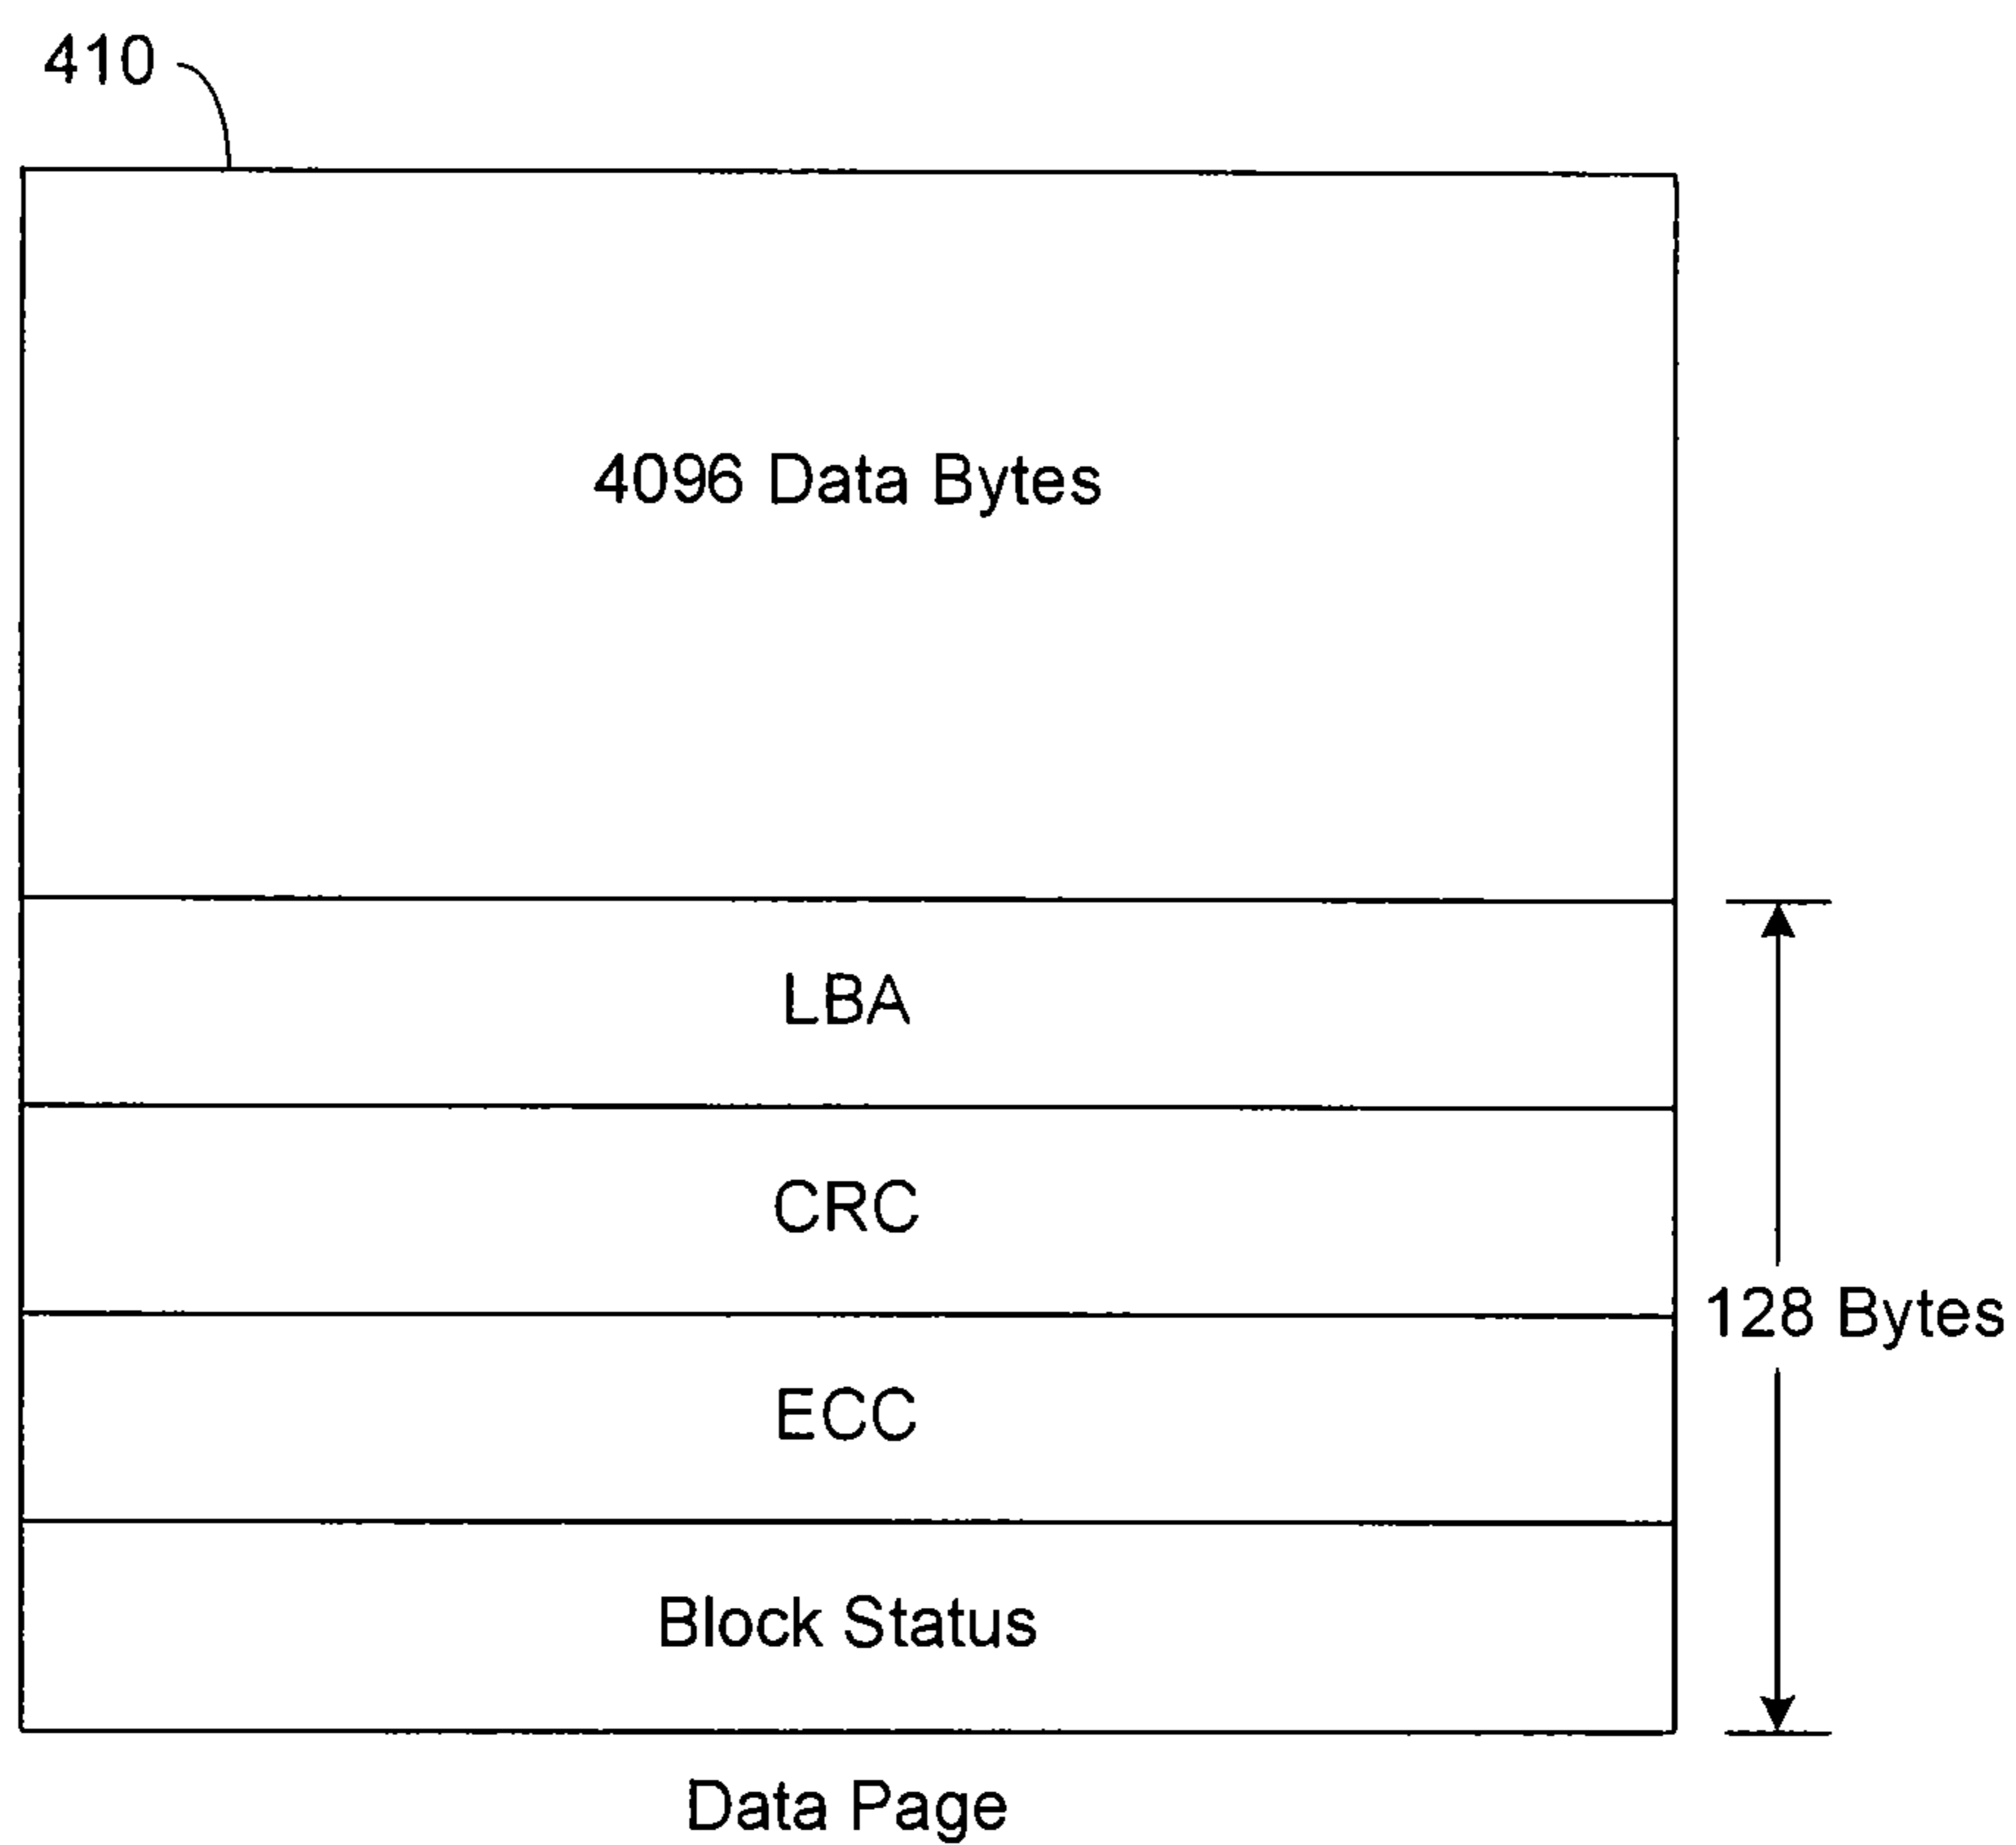 410
4096 Data Bytes
LBA
CRC
128 Bytes
ECC
Block Status
Data Page